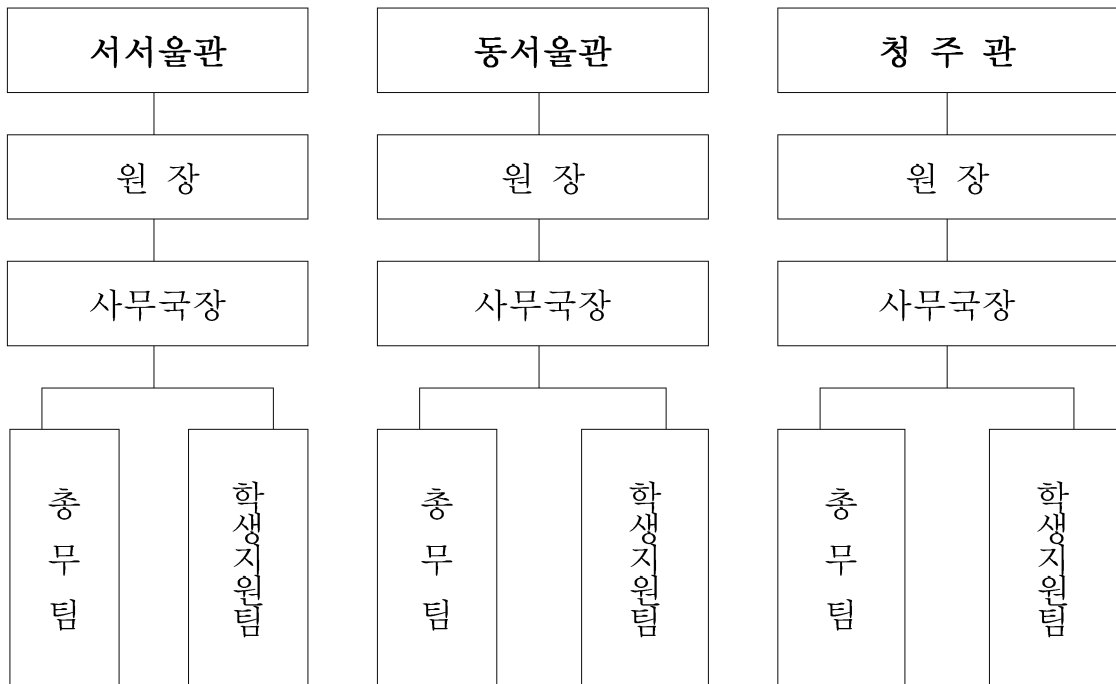 서서울관 동서울관 청 주 관
원 장 원 장 원 장
사무국장 사무국장 사무국장
총무팀 학생지원팀 총무팀 학생지원팀 총무팀 학생지원팀